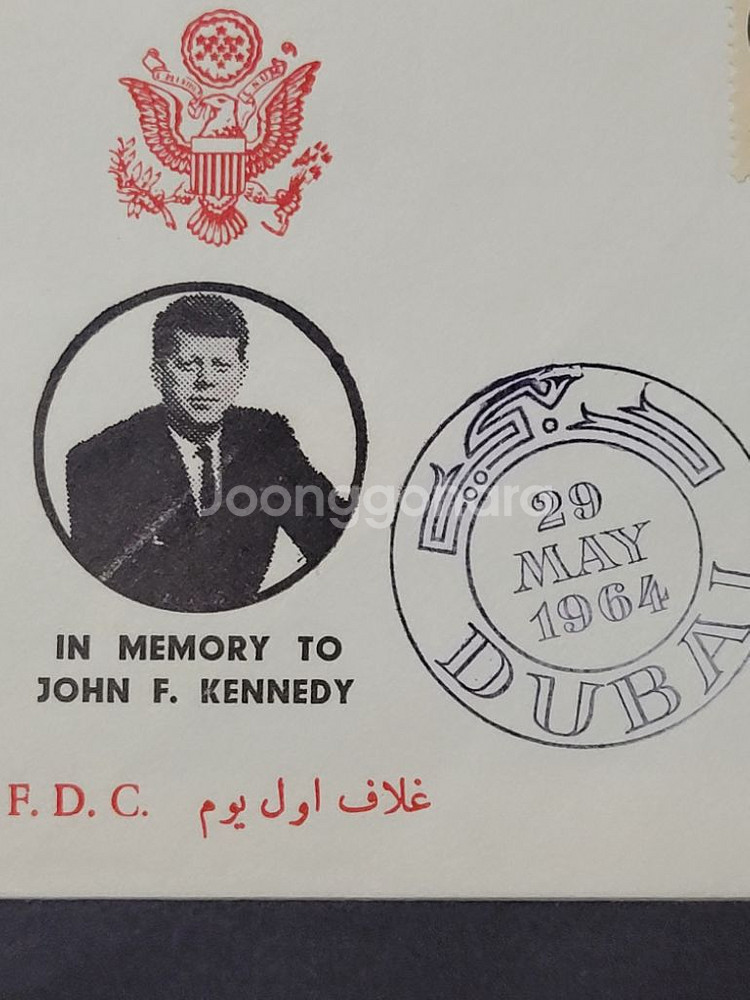 IN MEMORY TO
JOHN F. KENNEDY
29
MAY
1964
DUBAI
F. D. C. غلاف اول يوم
Joonggonara